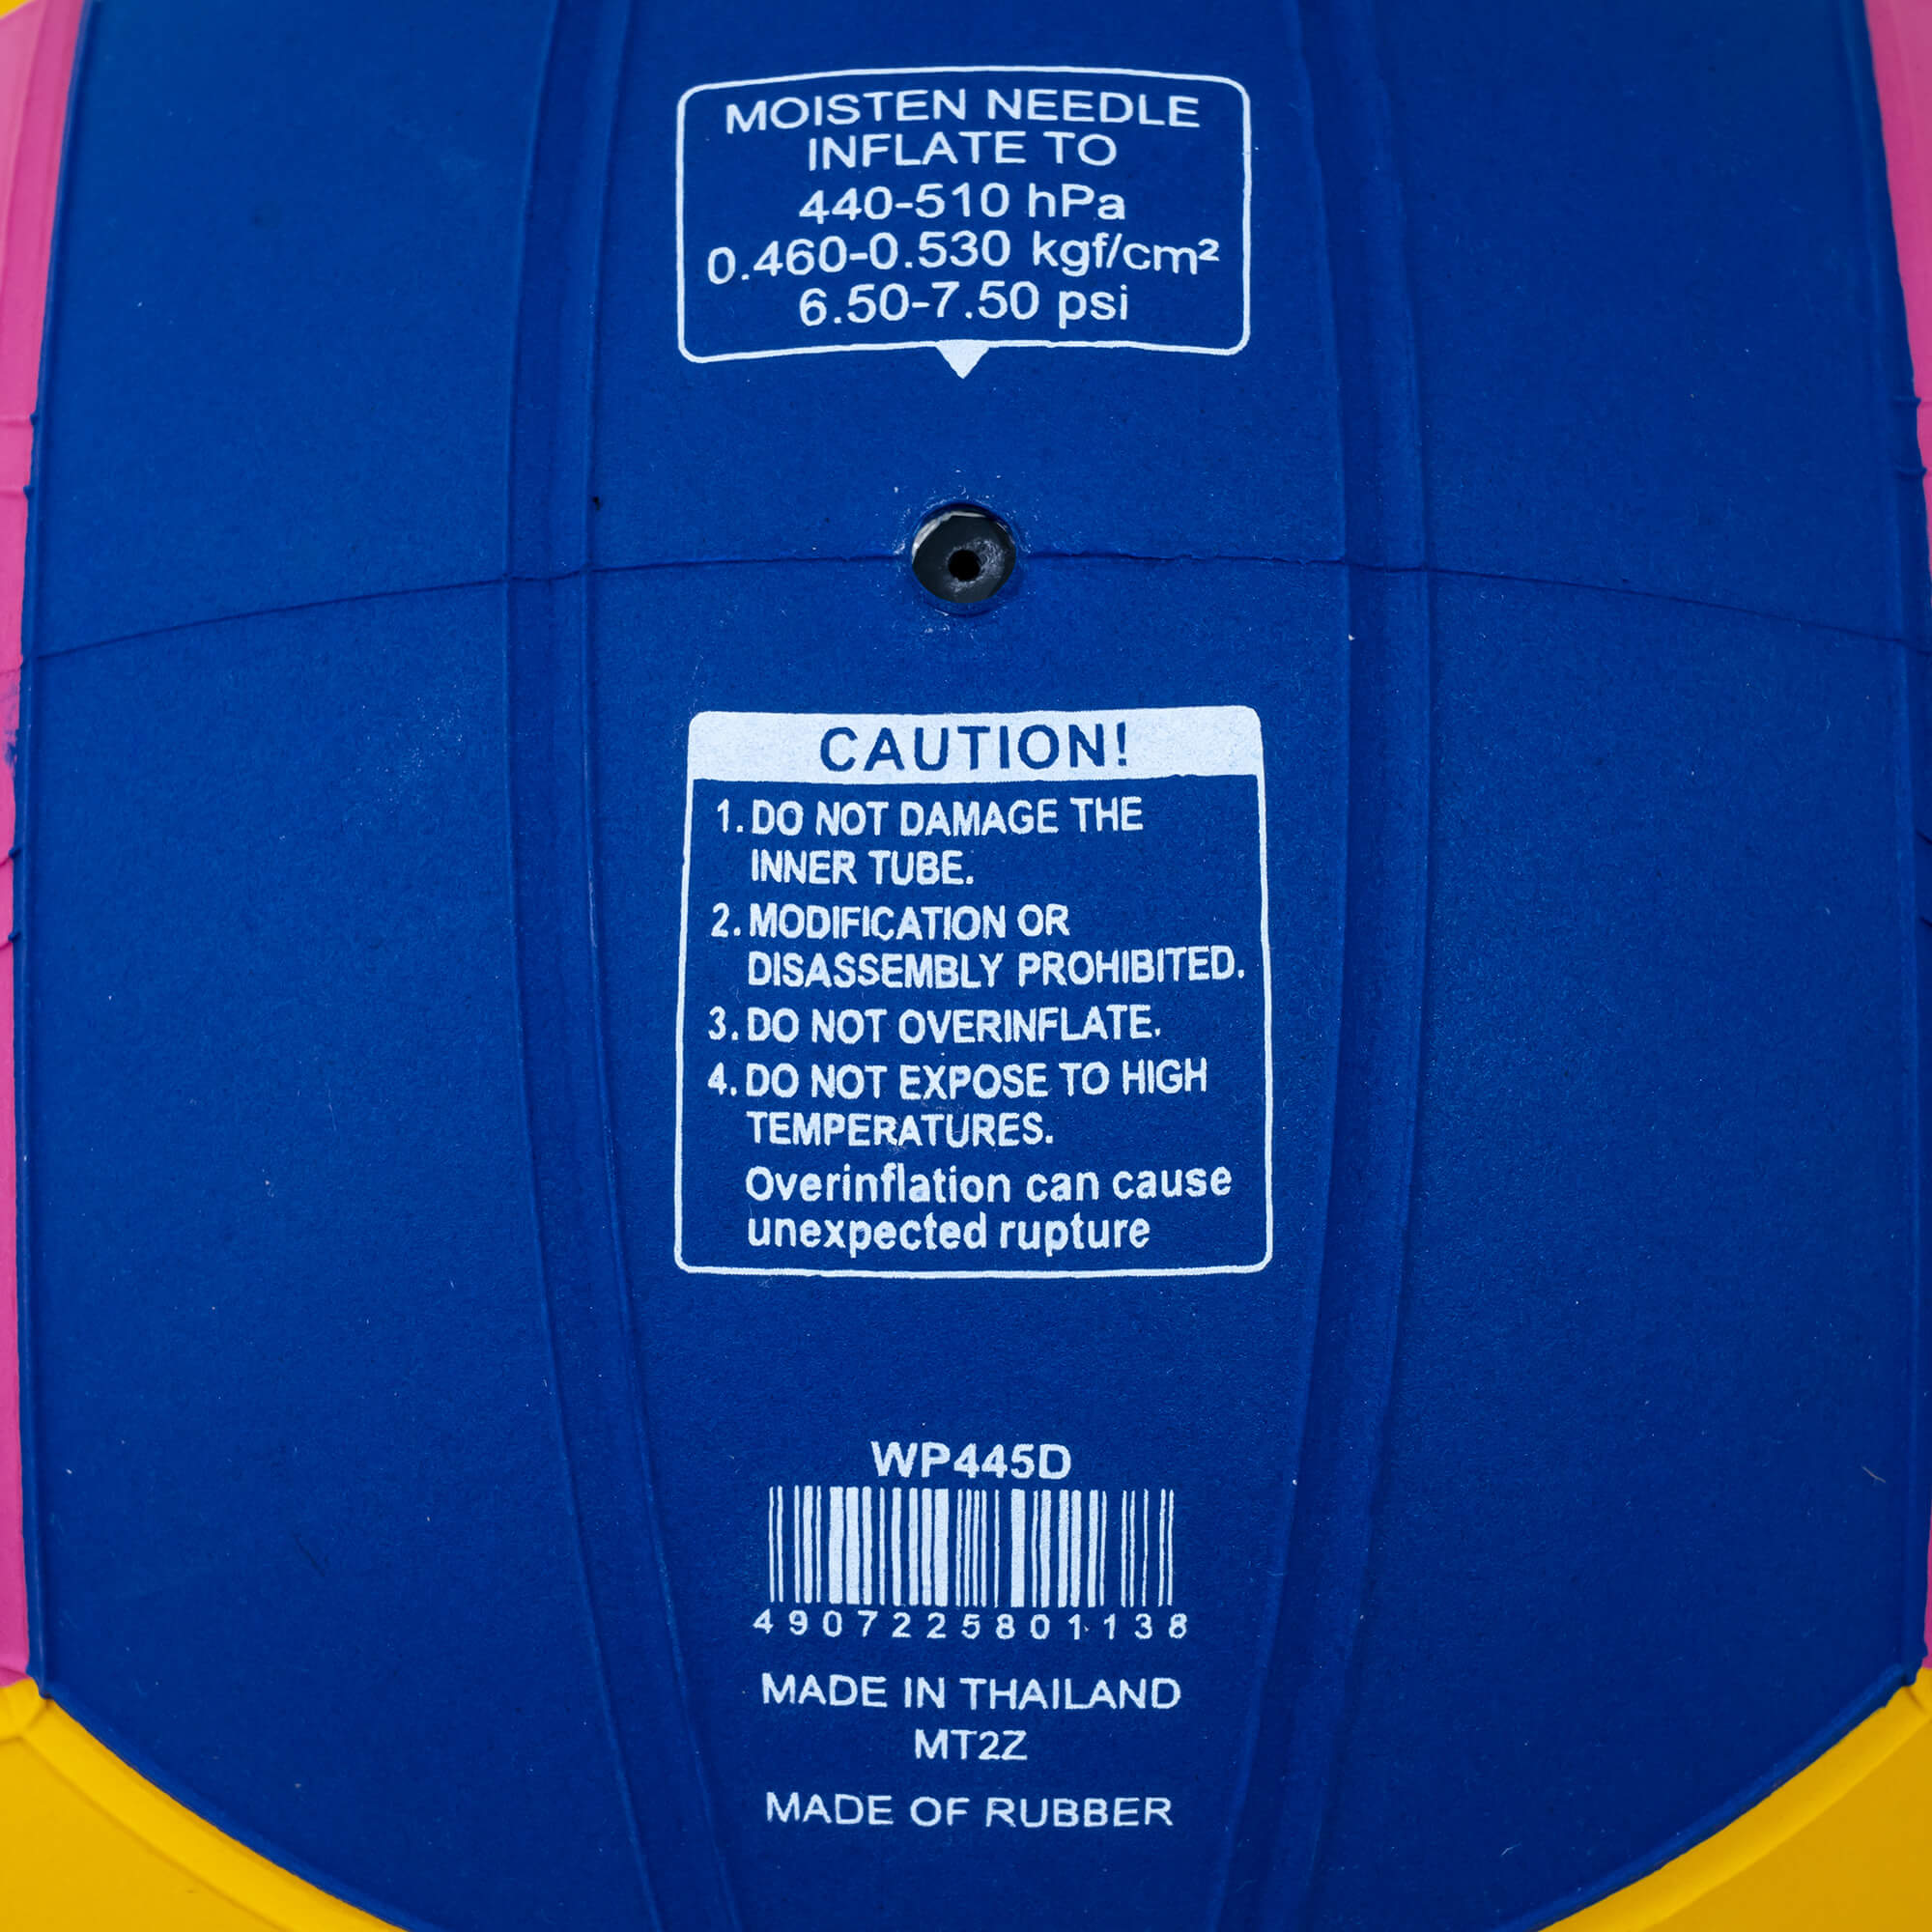 MOISTEN NEEDLE
INFLATE TO
440-510 hPa
0.460-0.530 kgf/cm²
6.50-7.50 psi
CAUTION!
1. DO NOT DAMAGE THE
INNER TUBE.
2. MODIFICATION OR
DISASSEMBLY PROHIBITED.
3. DO NOT OVERINFLATE.
4. DO NOT EXPOSE TO HIGH
TEMPERATURES.
Overinflation can cause
unexpected rupture
WP445D
4907225801138
MADE IN THAILAND
MT2Z
MADE OF RUBBER